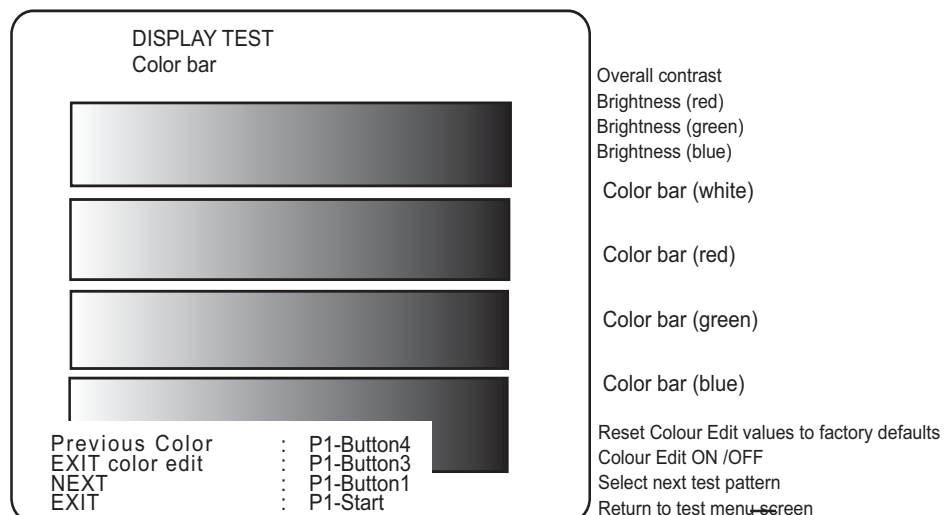 DISPLAY TEST
Color bar
Overall contrast
Brightness (red)
Brightness (green)
Brightness (blue)
Color bar (white)
Color bar (red)
Color bar (green)
Color bar (blue)
Previous Color : P1-Button4
EXIT color edit : P1-Button3
NEXT : P1-Button1
EXIT : P1-Start
Reset Colour Edit values to factory defaults
Colour Edit ON /OFF
Select next test pattern
Return to test menu screen